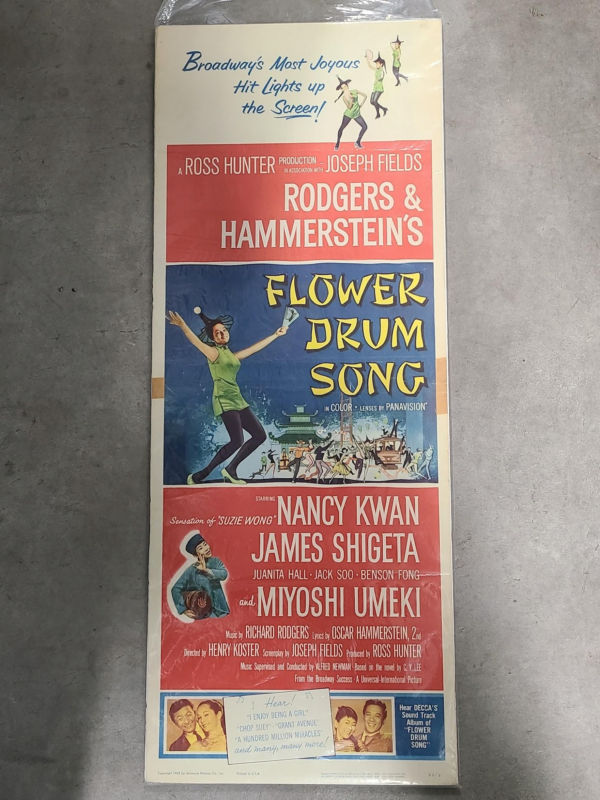 Broadway's Most Joyous
Hit Lights up
the Screen!
A ROSS HUNTER PRODUCTION IN ASSOCIATION WITH JOSEPH FIELDS
RODGERS &
HAMMERSTEIN'S
FLOWER
DRUM
SONG
IN COLOR • LENSES BY PANAVISION®
STARRING
Sensation of "SUZIE WONG" NANCY KWAN
JAMES SHIGETA
JUANITA HALL • JACK SOO • BENSON FONG
and MIYOSHI UMEKI
Music by RICHARD RODGERS Lyrics by OSCAR HAMMERSTEIN, 2nd
Directed by HENRY KOSTER Screenplay by JOSEPH FIELDS Produced by ROSS HUNTER
Music Supervised and Conducted by ALFRED NEWMAN • Based on the novel by C. Y. LEE
From the Broadway Success • A Universal-International Picture
Hear!
"I ENJOY BEING A GIRL"
"CHOP SUEY" • "GRANT AVENUE"
"A HUNDRED MILLION MIRACLES"
and many, many more!
Hear DECCA'S
Sound Track
Album of
"FLOWER
DRUM
SONG"